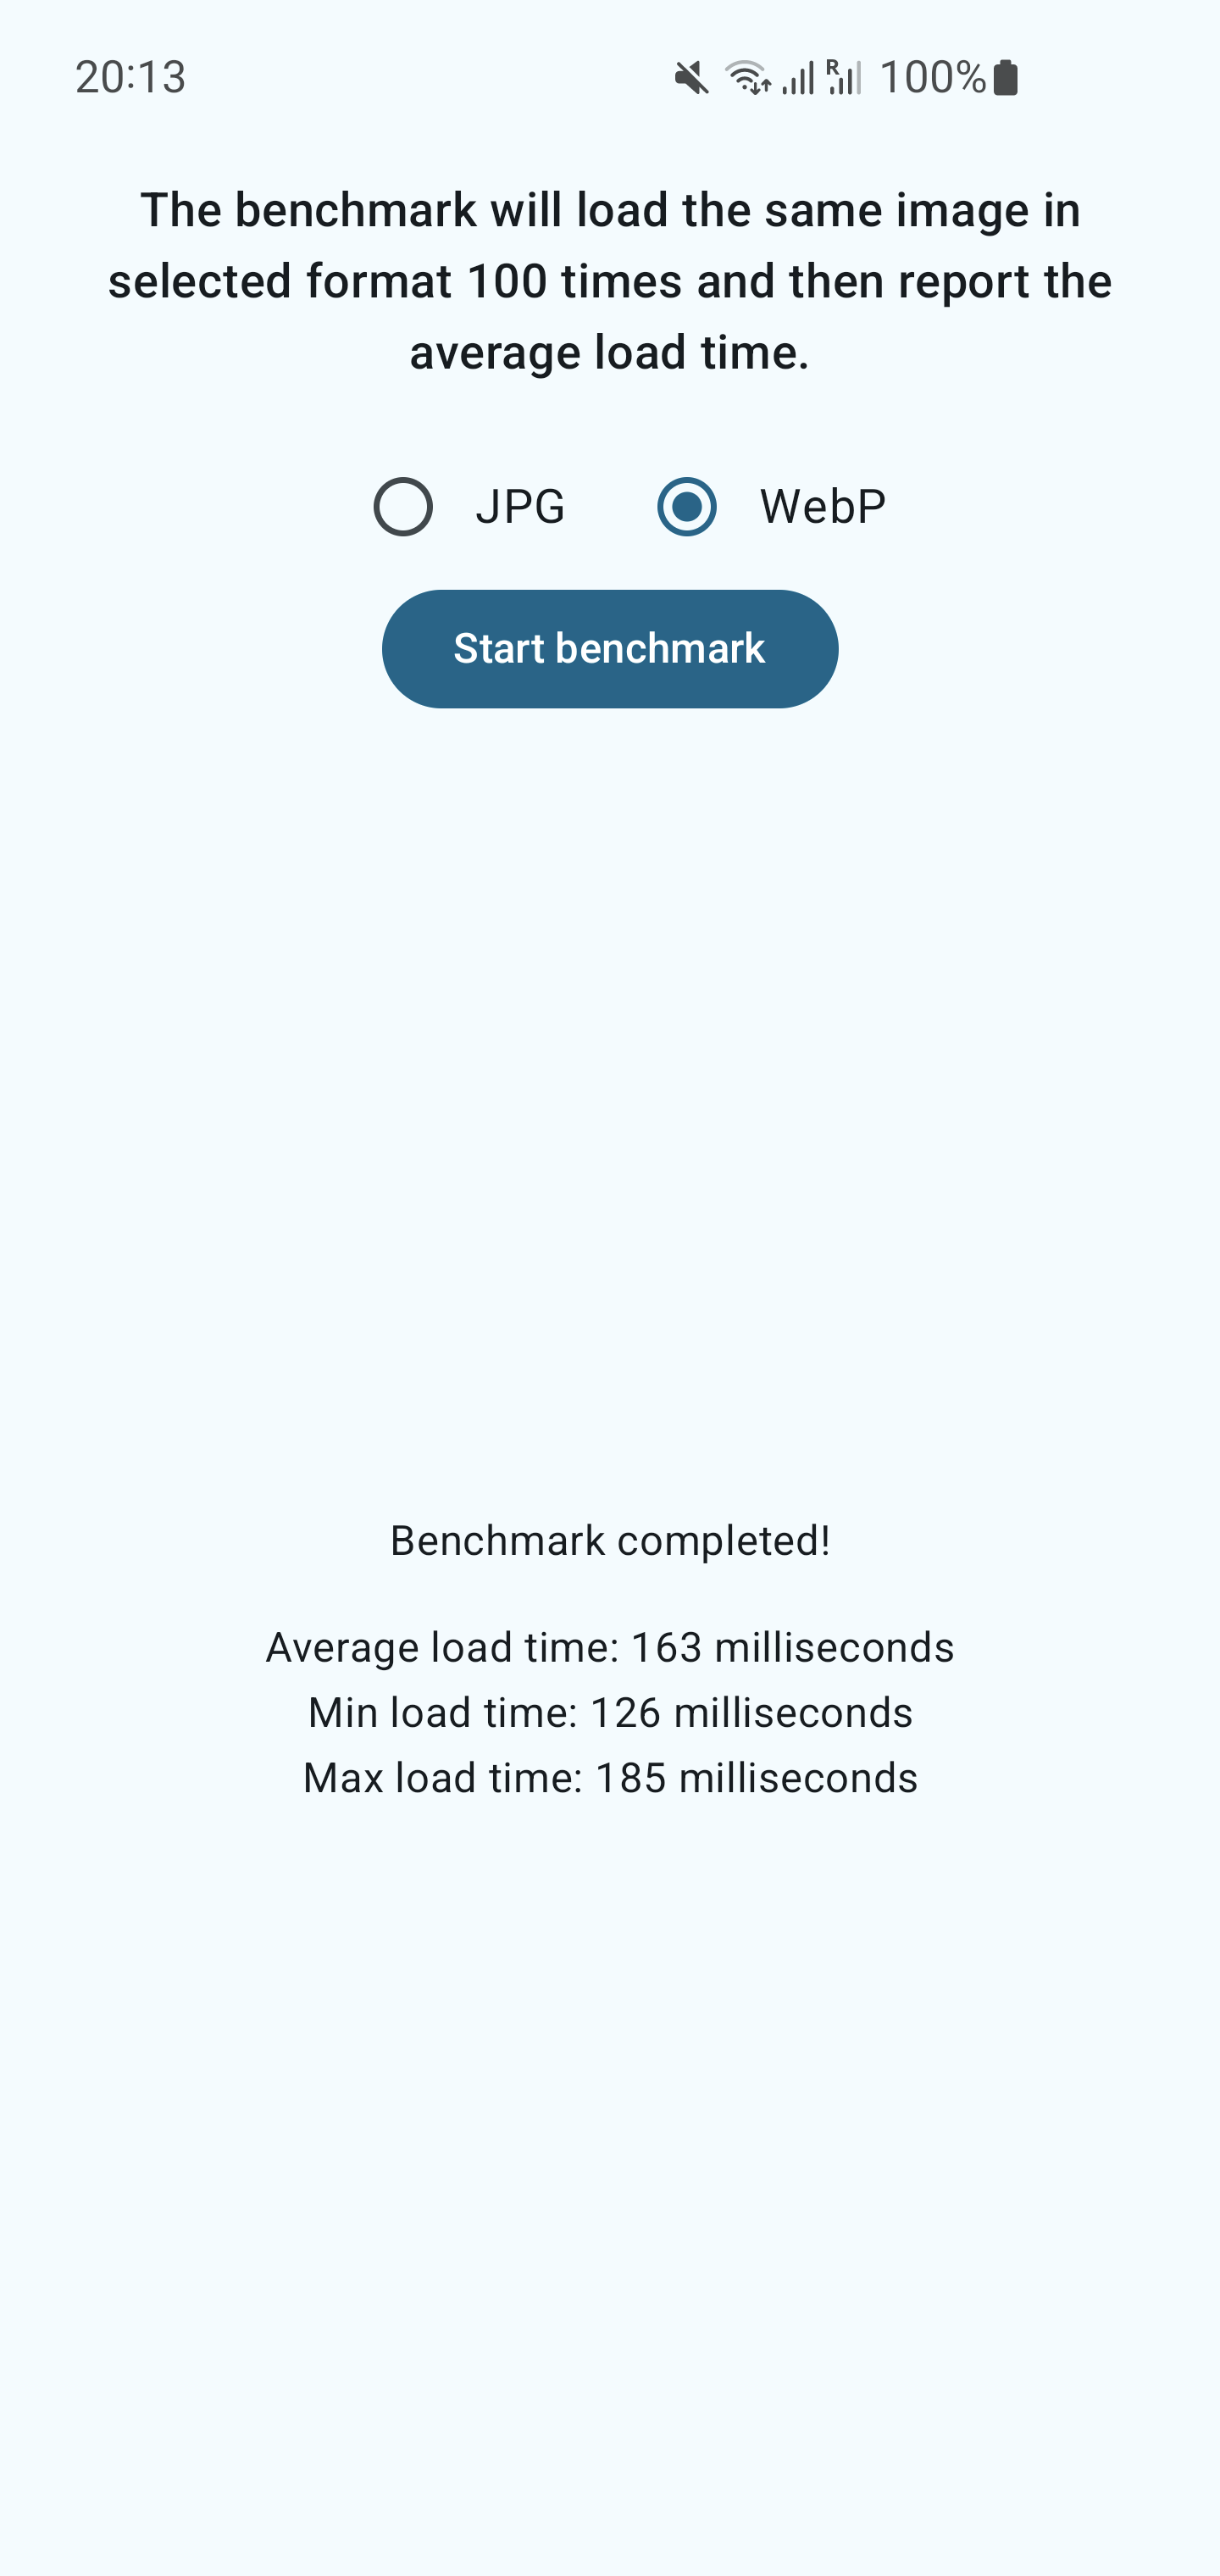 20:13
R
100%
The benchmark will load the same image in
selected format 100 times and then report the
average load time.
JPG
WebP
Start benchmark
Benchmark completed!
Average load time: 163 milliseconds
Min load time: 126 milliseconds
Max load time: 185 milliseconds